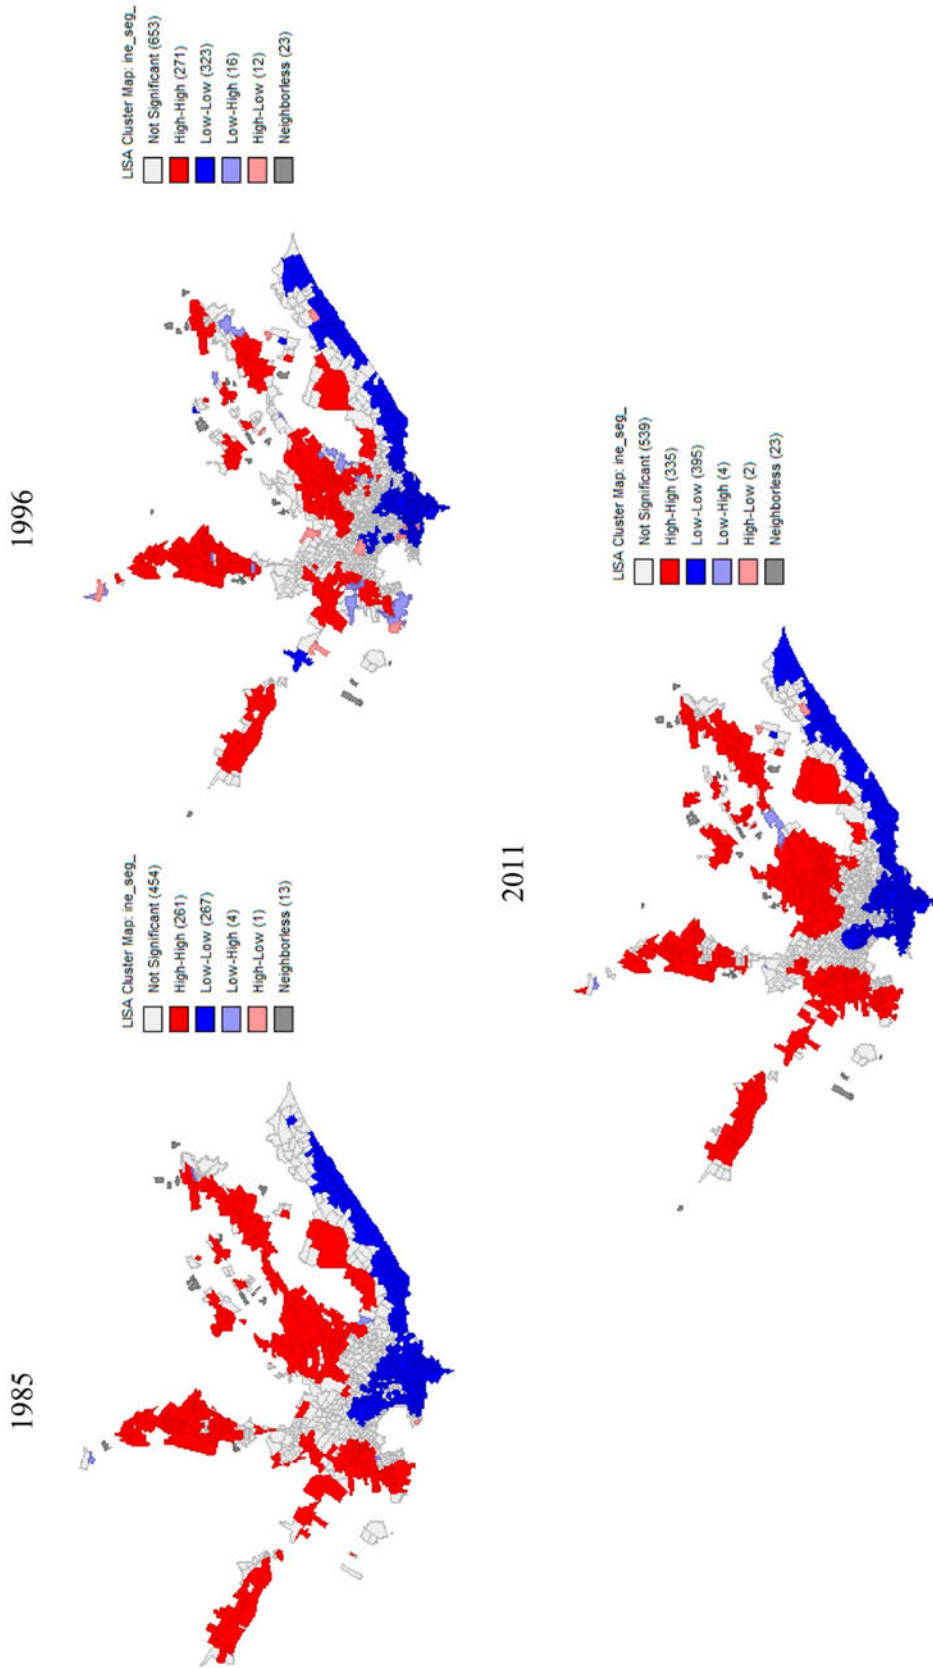 1985
LISA Cluster Map: ine_seg_
Not Significant (454)
High-High (261)
Low-Low (267)
Low-High (4)
High-Low (1)
Neighborless (13)
1996
LISA Cluster Map: ine_seg_
Not Significant (653)
High-High (271)
Low-Low (323)
Low-High (16)
High-Low (12)
Neighborless (23)
2011
LISA Cluster Map: ine_seg_
Not Significant (539)
High-High (335)
Low-Low (395)
Low-High (4)
High-Low (2)
Neighborless (23)